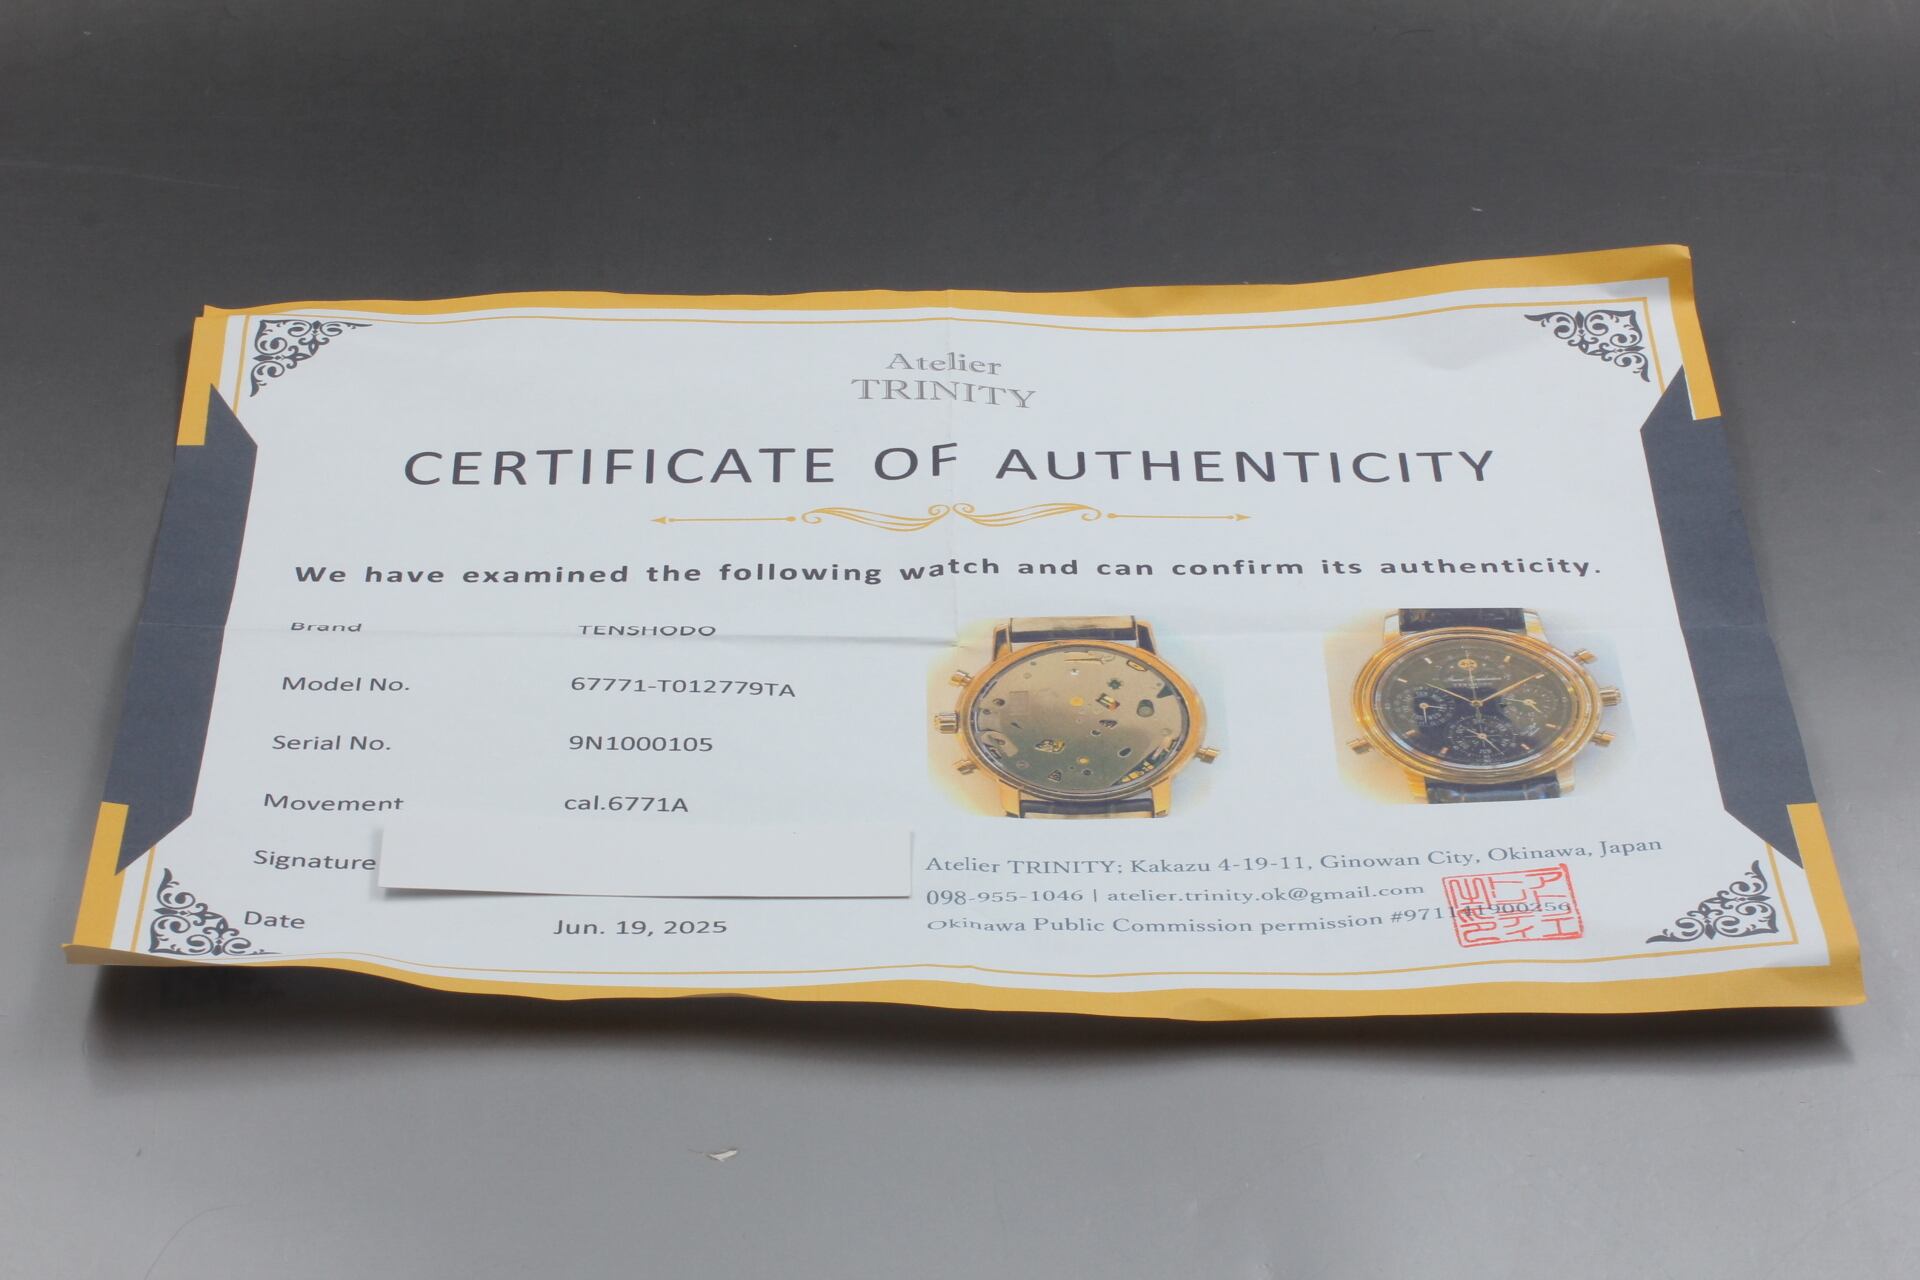 Atelier
TRINITY
CERTIFICATE OF AUTHENTICITY
We have examined the following watch and can confirm its authenticity.
Brand TENSHODO
Model No. 67771-T012779TA
Serial No. 9N1000105
Movement cal.6771A
Signature
Date Jun. 19, 2025
Atelier TRINITY; Kakazu 4-19-11, Ginowan City, Okinawa, Japan
098-955-1046 | atelier.trinity.ok@gmail.com
Okinawa Public Commission permission #971141900256